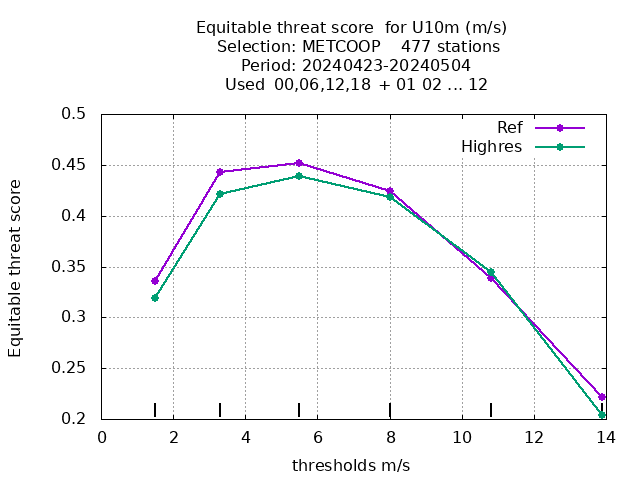 Equitable threat score  for U10m (m/s)
Selection: METCOOP    477 stations
Period: 20240423-20240504
Used  00,06,12,18  + 01 02 ... 12
Ref
Highres
0.5
0.45
0.4
0.35
0.3
0.25
0.2
Equitable threat score
0 2 4 6 8 10 12 14
thresholds m/s